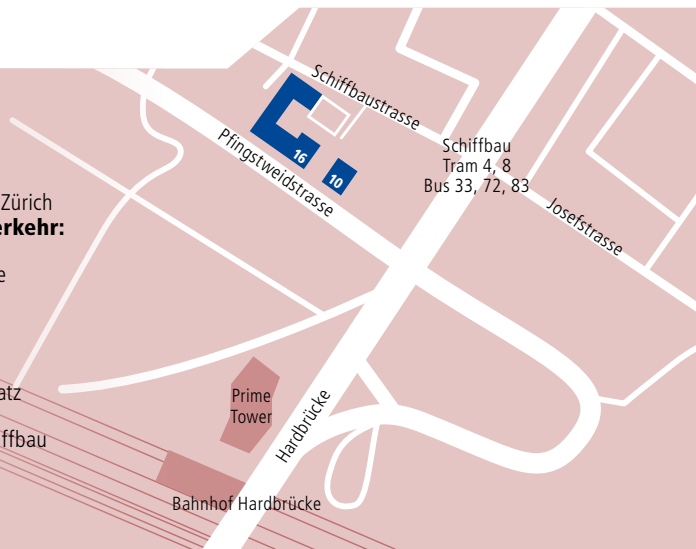 Schiffbaustrasse
Pfingstweidstrasse
16
10
Schiffbau
Tram 4, 8
Bus 33, 72, 83
Josefstrasse
Zürich
erkehr:
e
atz
ffbau
Prime
Tower
Hardbrücke
Bahnhof Hardbrücke